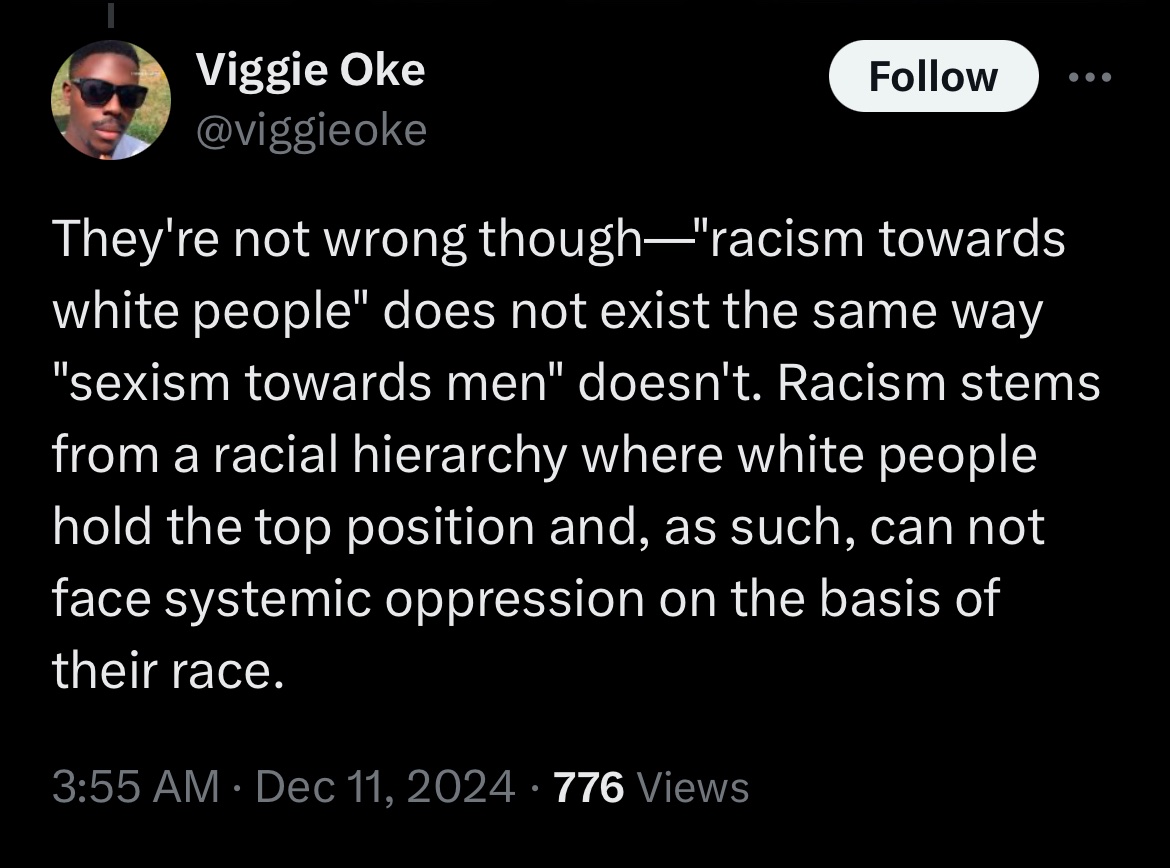 Viggie Oke
@viggieoke
Follow
They're not wrong though—"racism towards
white people" does not exist the same way
"sexism towards men" doesn't. Racism stems
from a racial hierarchy where white people
hold the top position and, as such, can not
face systemic oppression on the basis of
their race.
3:55 AM · Dec 11, 2024 · 776 Views